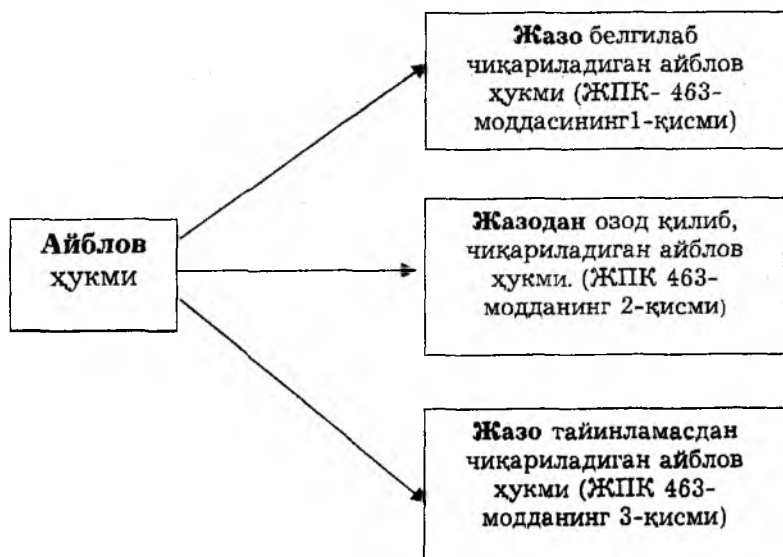 Жазо белгилаб
чиқариладиган айблов
ҳукми (ЖПК- 463-
моддасининг1-қисми)
Айблов
ҳукми
Жазодан озод қилиб,
чиқариладиган айблов
ҳукми. (ЖПК 463-
модданинг 2-қисми)
Жазо тайинламасдан
чиқариладиган айблов
ҳукми (ЖПК 463-
модданинг 3-қисми)